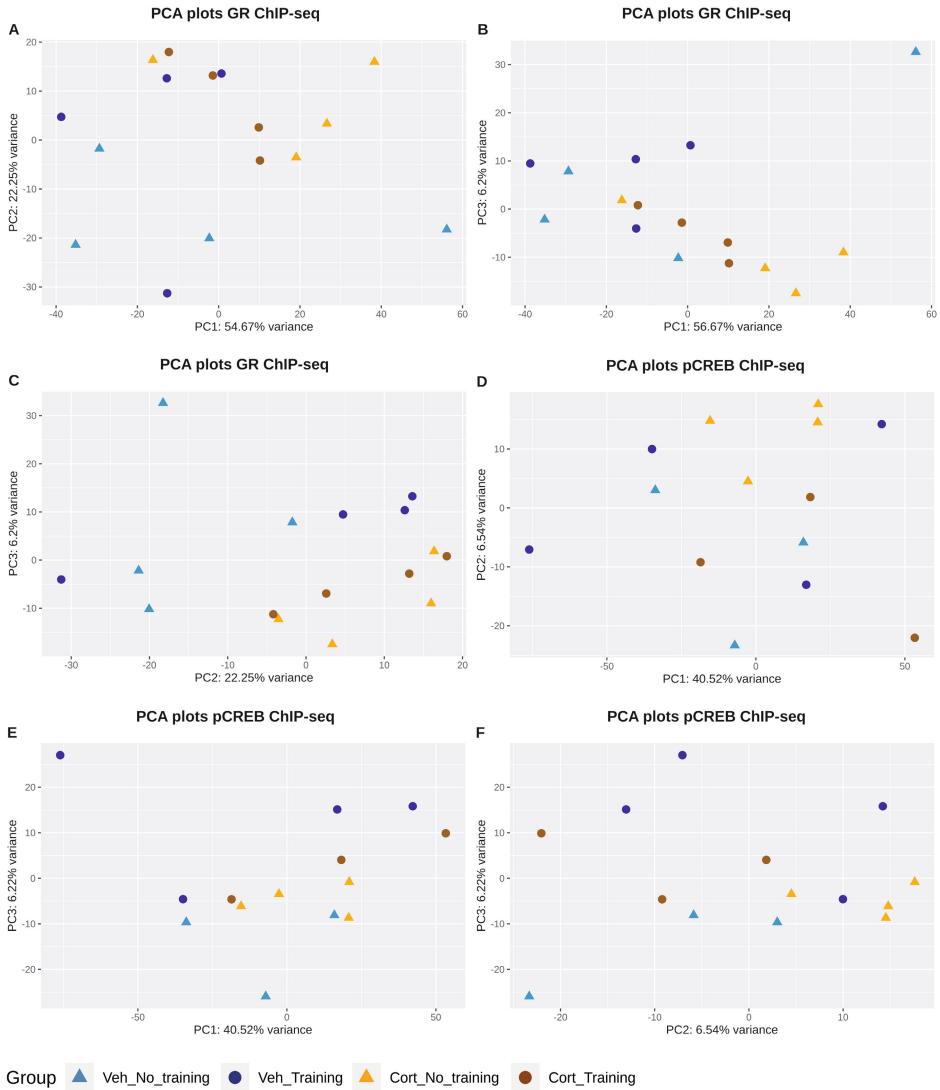 PCA plots GR ChIP-seq
A
20
10
0
-10
-20
-30
PC2: 22.25% variance
-40
-20
0
20
40
60
PC1: 54.67% variance
PCA plots GR ChIP-seq
B
30
20
10
0
-10
PC3: 6.2% variance
-40
-20
0
20
40
60
PC1: 56.67% variance
PCA plots GR ChIP-seq
C
30
20
10
0
-10
PC3: 6.2% variance
-30
-20
-10
0
10
20
PC2: 22.25% variance
PCA plots pCREB ChIP-seq
D
10
0
-10
-20
PC2: 6.54% variance
-50
0
50
PC1: 40.52% variance
PCA plots pCREB ChIP-seq
E
20
10
0
-10
-20
PC3: 6.22% variance
-50
0
50
PC1: 40.52% variance
PCA plots pCREB ChIP-seq
F
20
10
0
-10
-20
PC3: 6.22% variance
-20
-10
0
10
PC2: 6.54% variance
Group Veh_No_training Veh_Training Cort_No_training Cort_Training